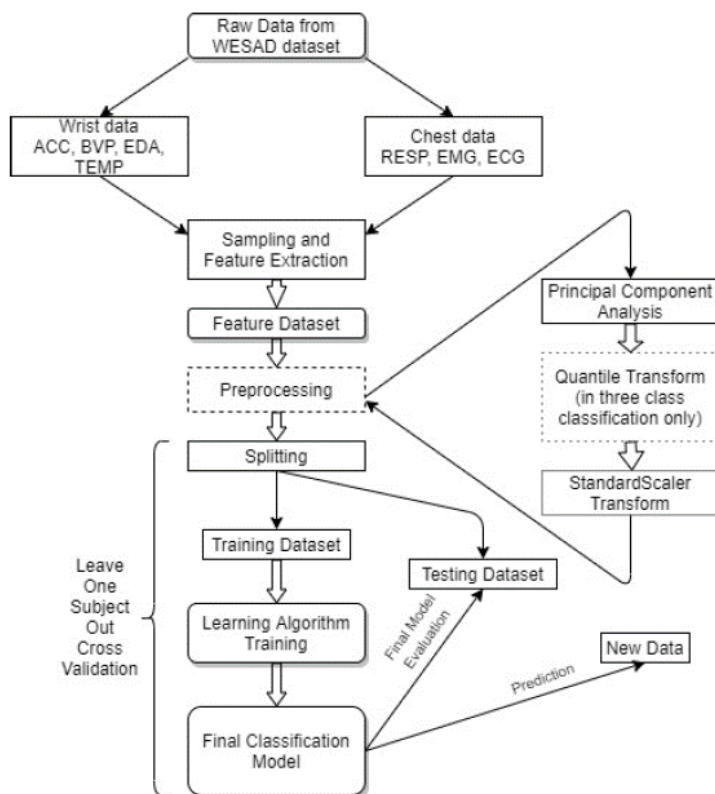 Raw Data from
WESAD dataset
Wrist data
ACC, BVP, EDA,
TEMP
Chest data
RESP, EMG, ECG
Sampling and
Feature Extraction
Feature Dataset
Preprocessing
Principal Component
Analysis
Quantile Transform
(in three class
classification only)
StandardScaler
Transform
Splitting
Training Dataset
Testing Dataset
Leave
One
Subject
Out
Cross
Validation
Learning Algorithm
Training
Final Model
Evaluation
New Data
Prediction
Final Classification
Model